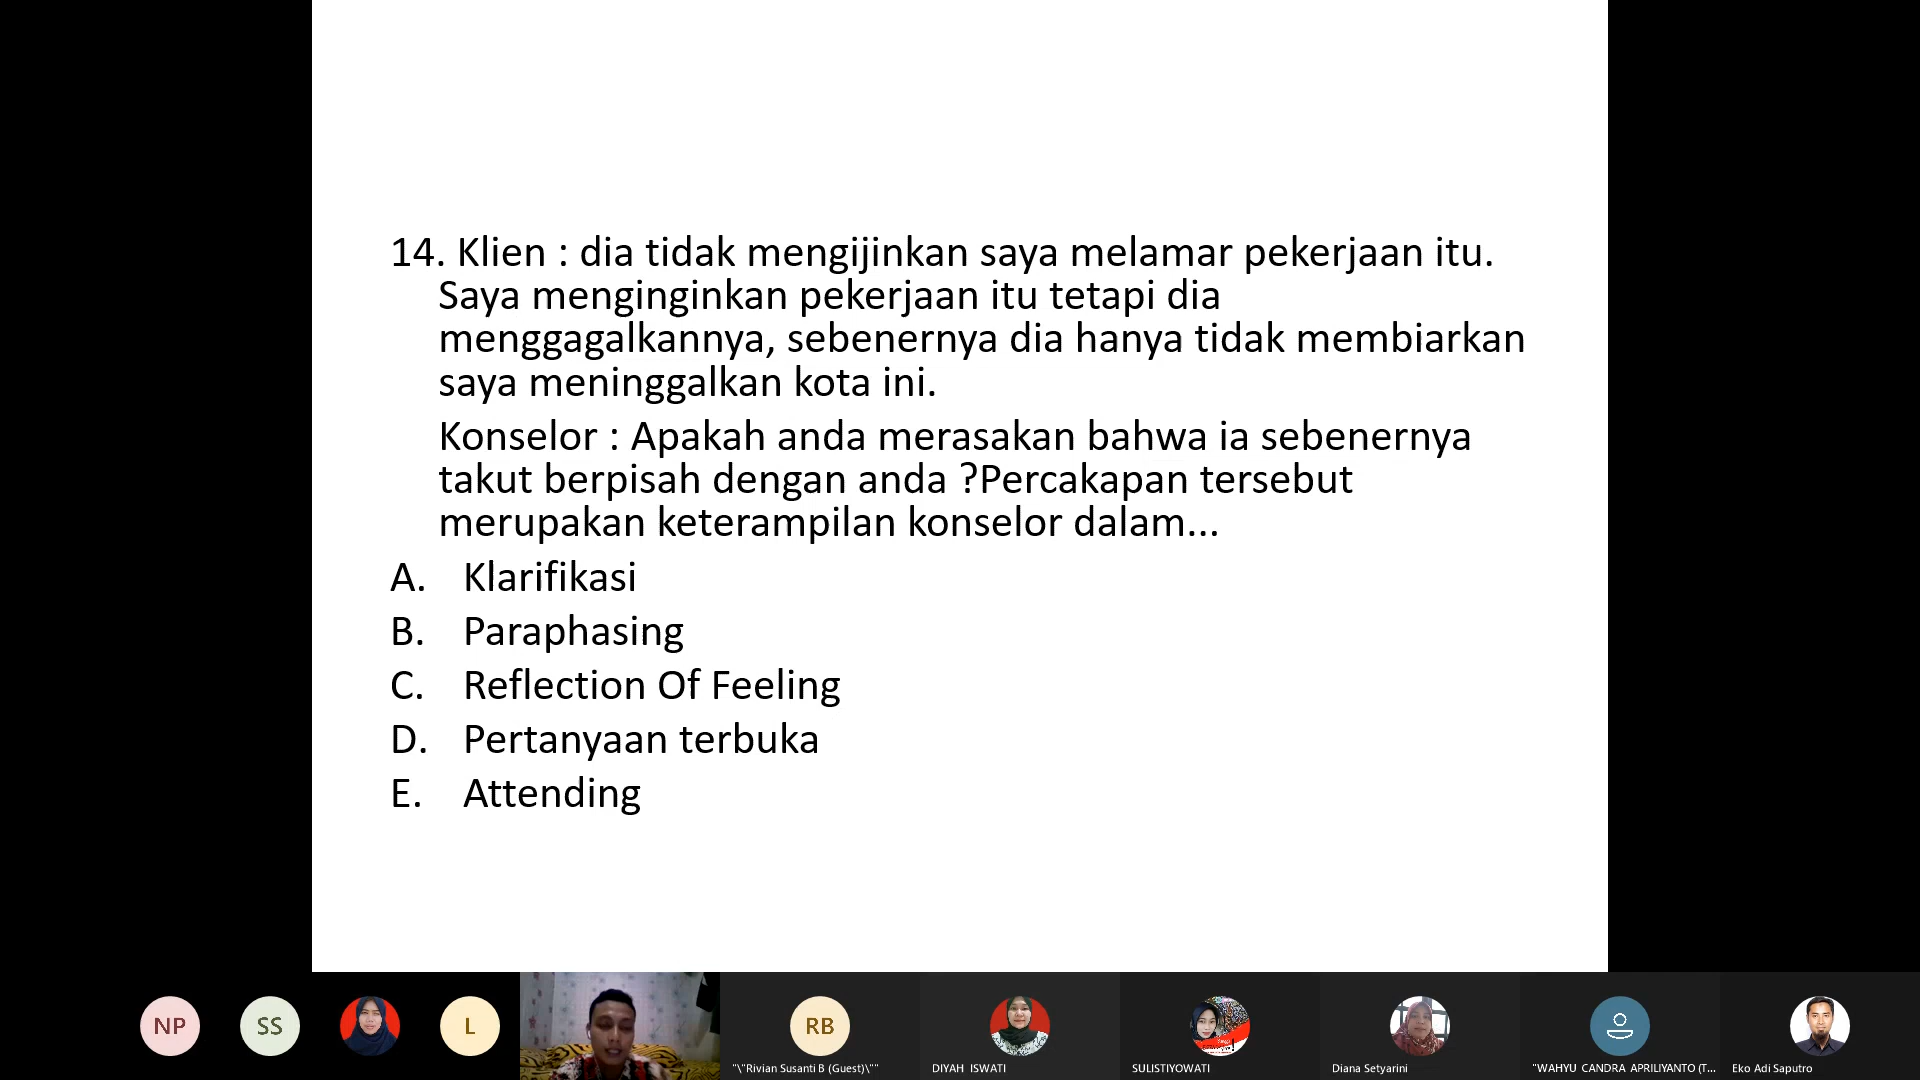 14. Klien : dia tidak mengijinkan saya melamar pekerjaan itu.
Saya menginginkan pekerjaan itu tetapi dia
menggagalkannya, sebenernya dia hanya tidak membiarkan
saya meninggalkan kota ini.
Konselor : Apakah anda merasakan bahwa ia sebenernya
takut berpisah dengan anda ?Percakapan tersebut
merupakan keterampilan konselor dalam...
A. Klarifikasi
B. Paraphasing
C. Reflection Of Feeling
D. Pertanyaan terbuka
E. Attending
NP
SS
L
RB
"\"Rivian Susanti B (Guest)\""
DIYAH ISWATI
SULISTIYOWATI
Diana Setyarini
"WAHYU CANDRA APRILIYANTO (T...
Eko Adi Saputro